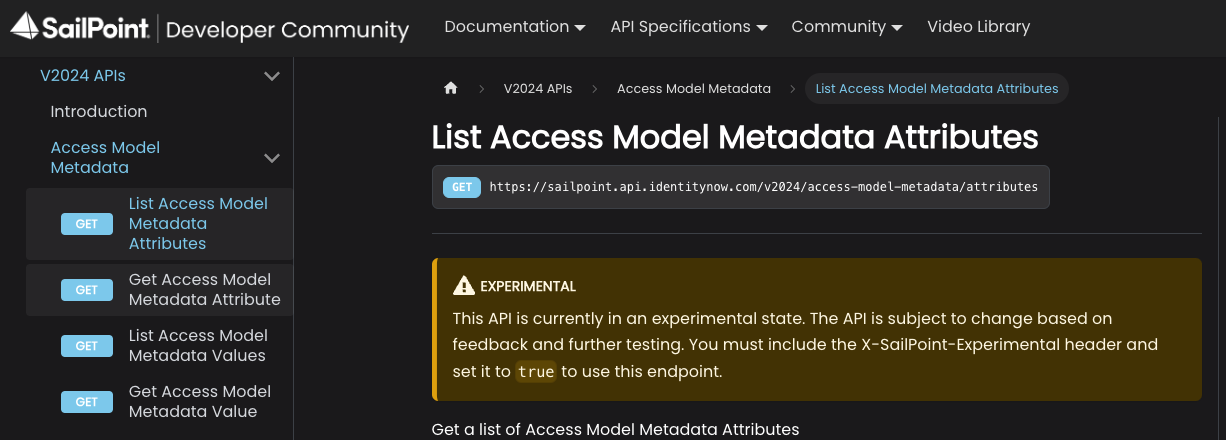 SailPoint. Developer Community
Documentation
API Specifications
Community
Video Library
V2024 APIs
Introduction
Access Model
Metadata
GET
List Access Model
Metadata
Attributes
GET
Get Access Model
Metadata Attribute
GET
List Access Model
Metadata Values
GET
Get Access Model
Metadata Value
V2024 APIs
Access Model Metadata
List Access Model Metadata Attributes
List Access Model Metadata Attributes
GET https://sailpoint.api.identitynow.com/v2024/access-model-metadata/attributes
EXPERIMENTAL
This API is currently in an experimental state. The API is subject to change based on
feedback and further testing. You must include the X-SailPoint-Experimental header and
set it to true to use this endpoint.
Get a list of Access Model Metadata Attributes